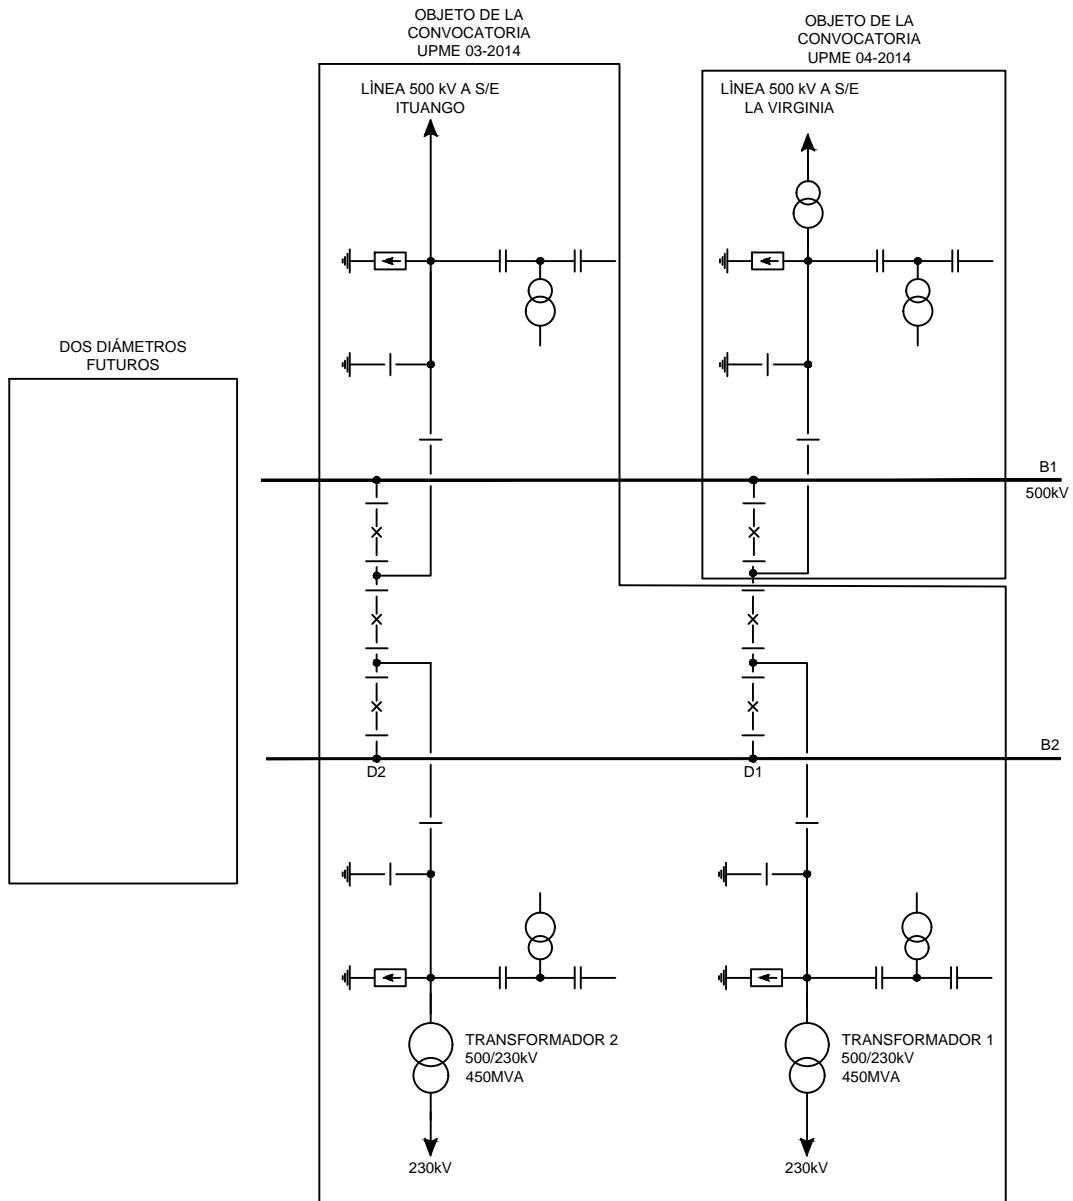 OBJETO DE LA
CONVOCATORIA
UPME 03-2014
OBJETO DE LA
CONVOCATORIA
UPME 04-2014
LÌNEA 500 kV A S/E
ITUANGO
LÌNEA 500 kV A S/E
LA VIRGINIA
DOS DIÁMETROS
FUTUROS
B1
500kV
B2
D2
D1
TRANSFORMADOR 2
500/230kV
450MVA
TRANSFORMADOR 1
500/230kV
450MVA
230kV
230kV